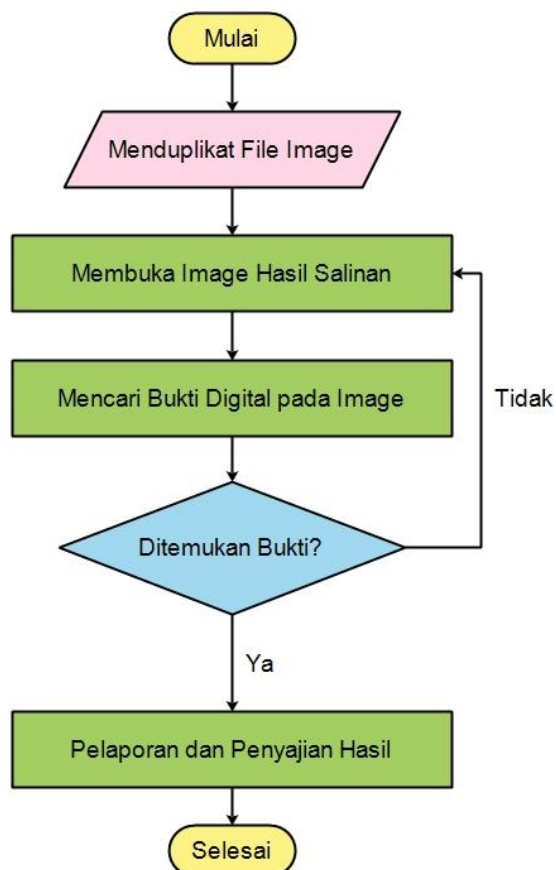 Mulai
Menduplikat File Image
Membuka Image Hasil Salinan
Mencari Bukti Digital pada Image
Tidak
Ditemukan Bukti?
Ya
Pelaporan dan Penyajian Hasil
Selesai